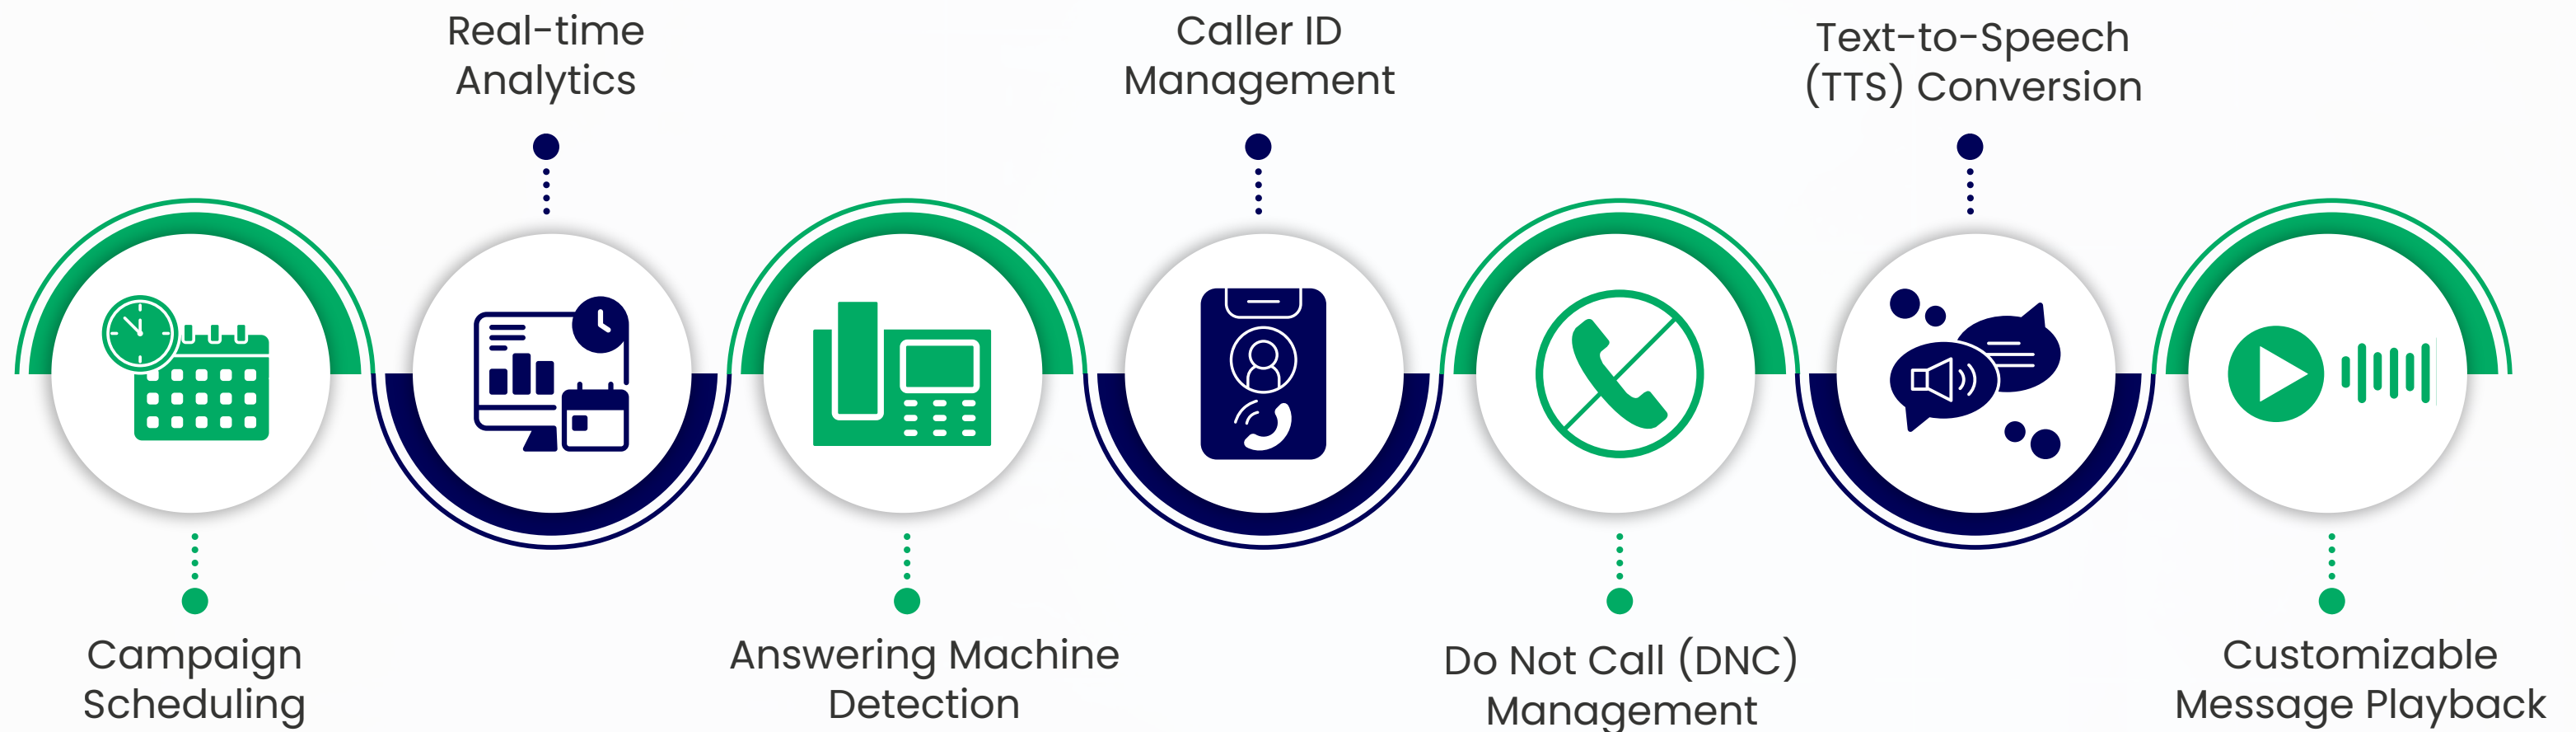 Real-time
Analytics
Caller ID
Management
Text-to-Speech
(TTS) Conversion
Campaign
Scheduling
Answering Machine
Detection
Do Not Call (DNC)
Management
Customizable
Message Playback